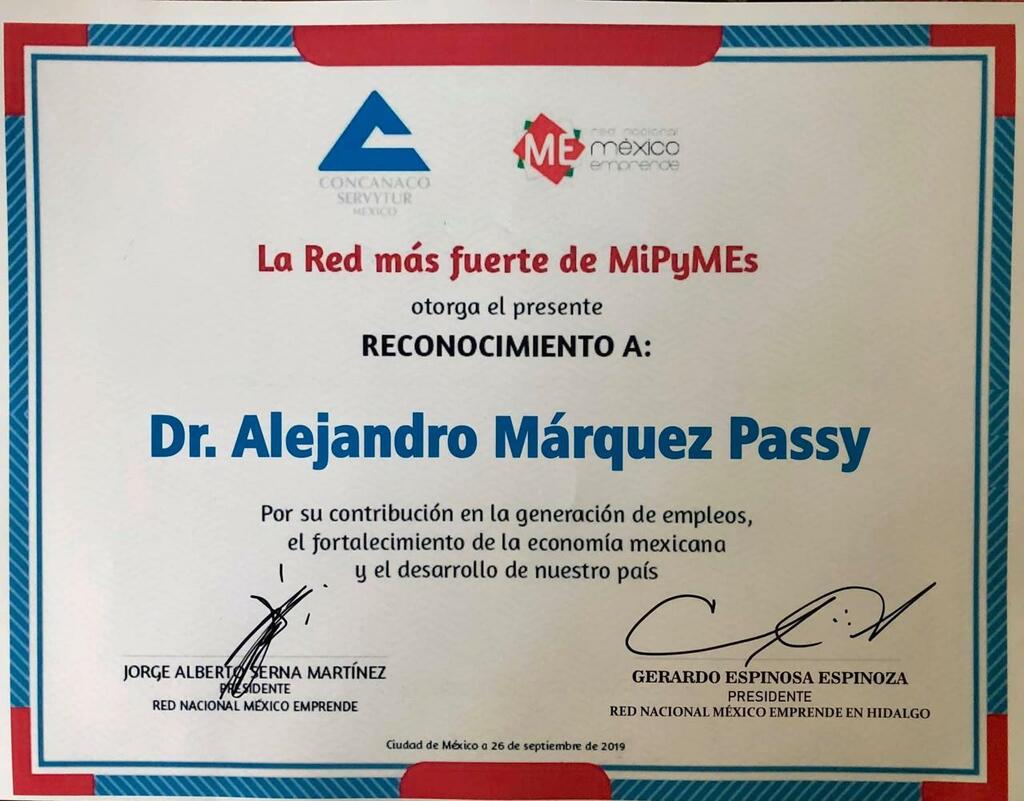 CONCANACO
SERVYTUR
MEXICO
ME
red nacional
méxico
emprende
La Red más fuerte de MiPyMEs
otorga el presente
RECONOCIMIENTO A:
Dr. Alejandro Márquez Passy
Por su contribución en la generación de empleos,
el fortalecimiento de la economía mexicana
y el desarrollo de nuestro país
JORGE ALBERTO SERNA MARTÍNEZ
PRESIDENTE
RED NACIONAL MÉXICO EMPRENDE
GERARDO ESPINOSA ESPINOZA
PRESIDENTE
RED NACIONAL MÉXICO EMPRENDE EN HIDALGO
Ciudad de México a 26 de septiembre de 2019